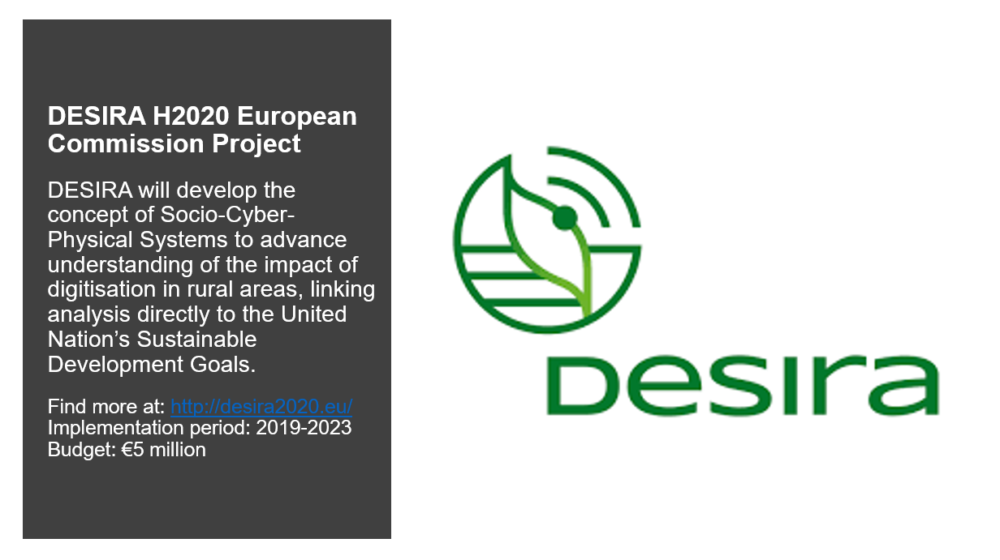 DESIRA H2020 European
Commission Project
DESIRA will develop the
concept of Socio-Cyber-
Physical Systems to advance
understanding of the impact of
digitisation in rural areas, linking
analysis directly to the United
Nation’s Sustainable
Development Goals.
Find more at: http://desira2020.eu/
Implementation period: 2019-2023
Budget: €5 million
Desira